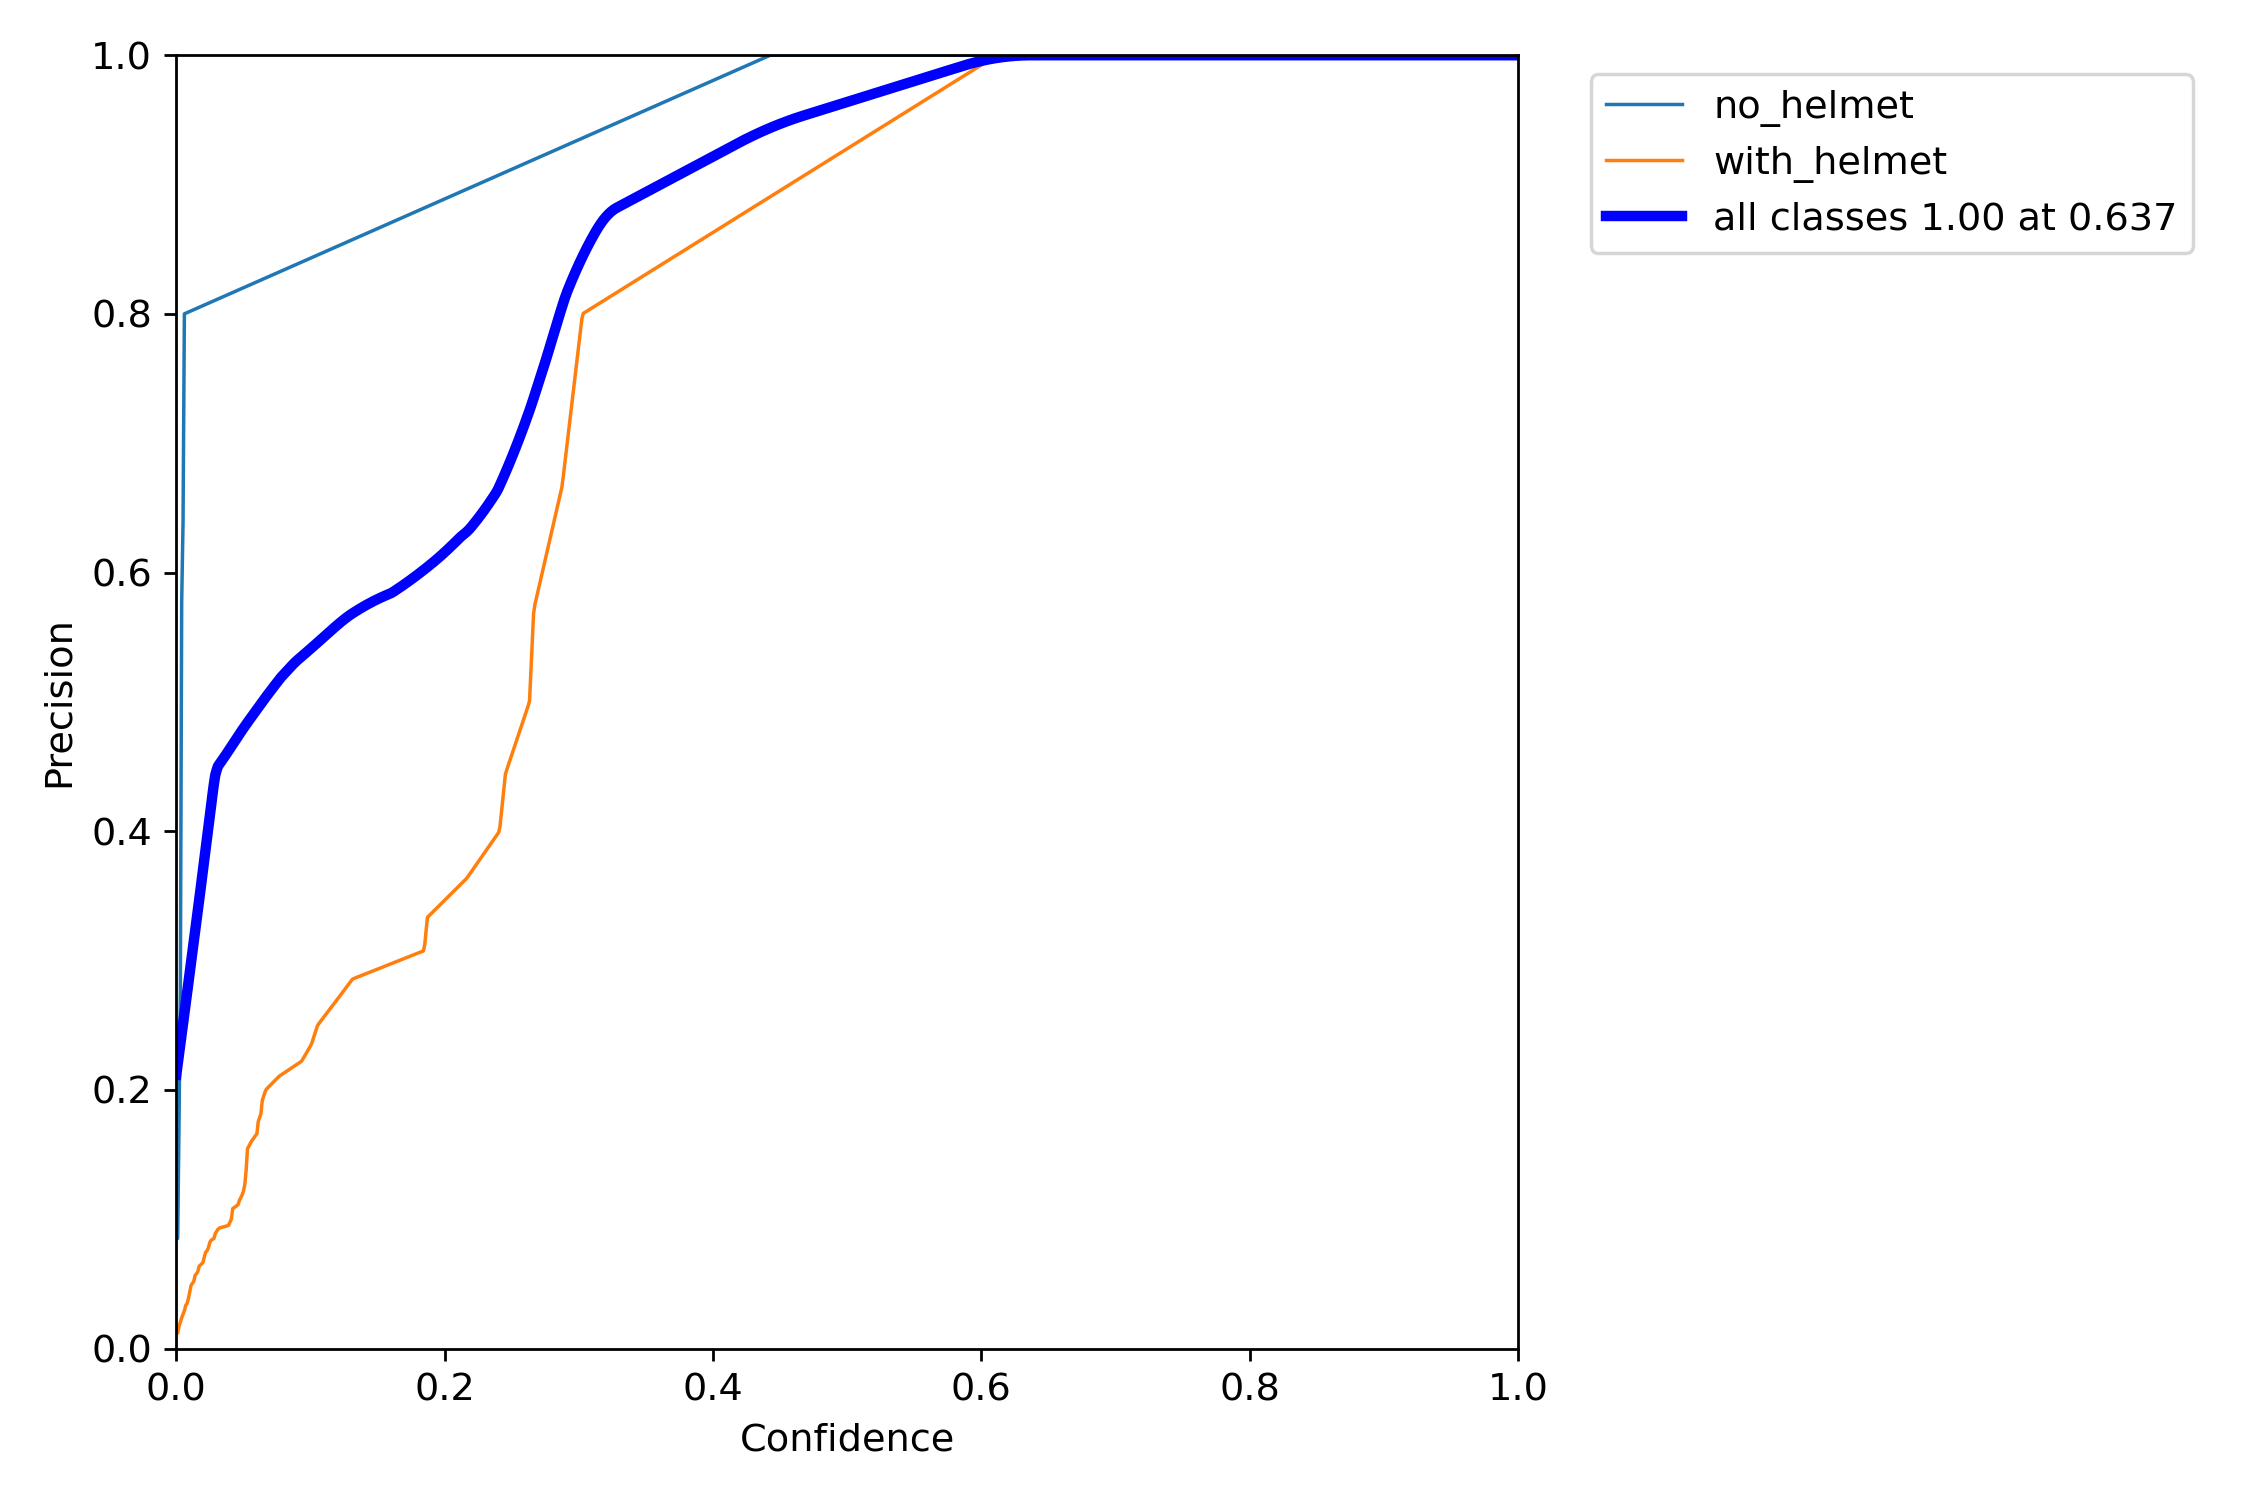 no_helmet
with_helmet
all classes 1.00 at 0.637
1.0
0.8
0.6
0.4
0.2
0.0
Precision
0.0 0.2 0.4 0.6 0.8 1.0
Confidence